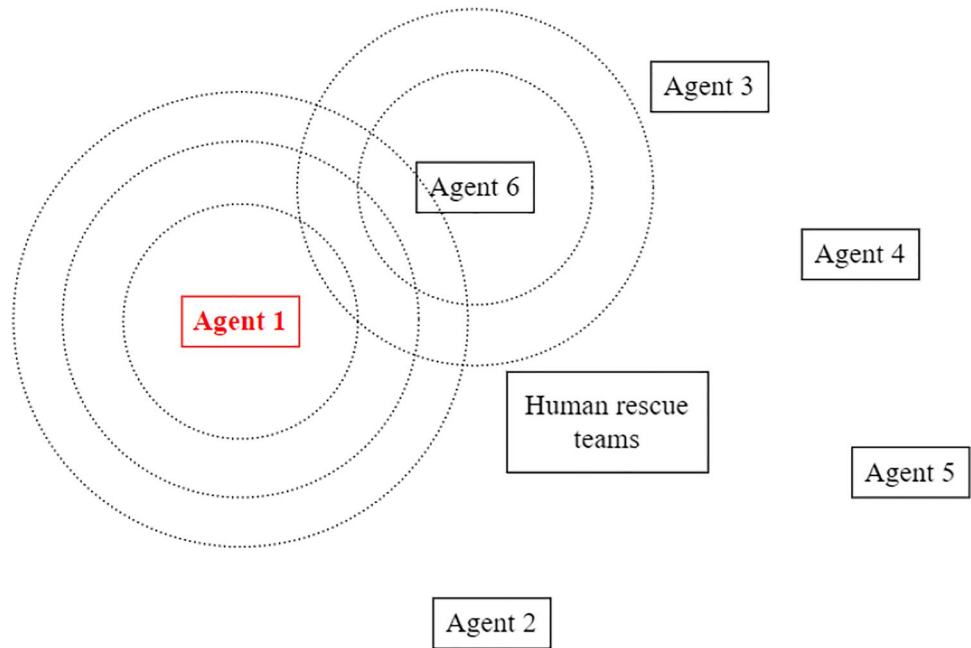 Agent 3
Agent 6
Agent 4
Agent 1
Human rescue
teams
Agent 5
Agent 2